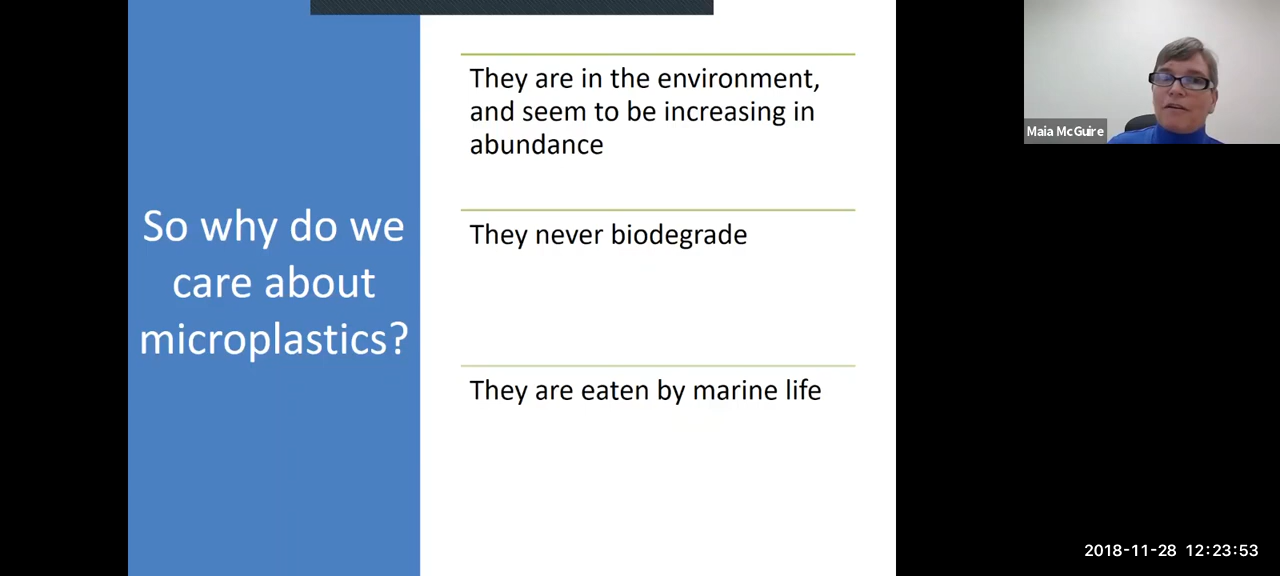 So why do we
care about
microplastics?
They are in the environment,
and seem to be increasing in
abundance
They never biodegrade
They are eaten by marine life
Maia McGuire
2018-11-28 12:23:53